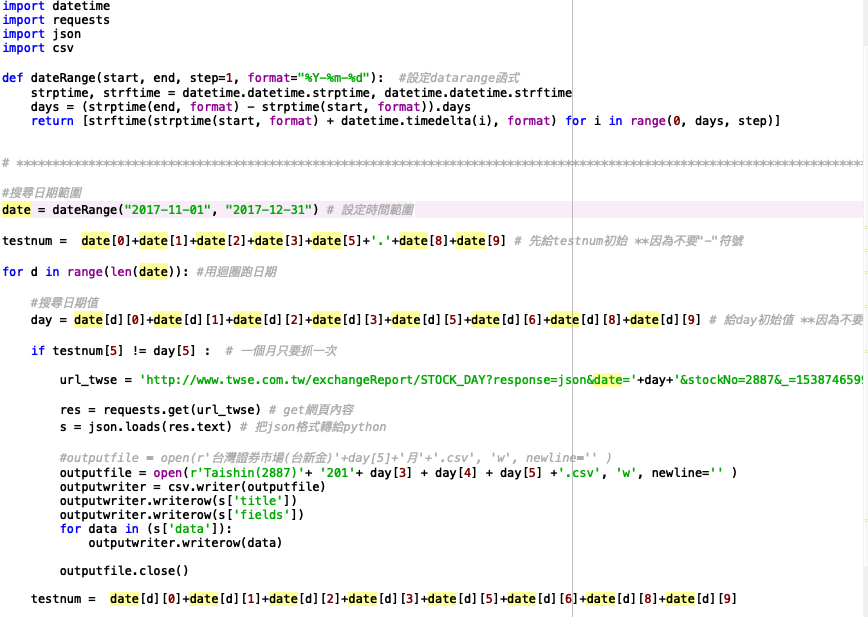 import datetime
import requests
import json
import csv
def dateRange(start, end, step=1, format="%Y-%m-%d"):  #設定datarange函式
    strptime, strftime = datetime.datetime.strptime, datetime.datetime.strftime
    days = (strptime(end, format) - strptime(start, format)).days
    return [strftime(strptime(start, format) + datetime.timedelta(i), format) for i in range(0, days, step)]
# **********************************************************************************************************************
#搜尋日期範圍
date = dateRange("2017-11-01", "2017-12-31") # 設定時間範圍
testnum =  date[0]+date[1]+date[2]+date[3]+date[5]+'.'+date[8]+date[9] # 先給testnum初始 **因為不要"-"符號
for d in range(len(date)): #用迴圈跑日期
    #搜尋日期值
    day = date[d][0]+date[d][1]+date[d][2]+date[d][3]+date[d][5]+date[d][6]+date[d][8]+date[d][9] # 給day初始值 **因為不要
    if testnum[5] != day[5] :  # 一個月只要抓一次
        url_twse = 'http://www.twse.com.tw/exchangeReport/STOCK_DAY?response=json&date='+day+'&stockNo=2887&_=1538746599
        res = requests.get(url_twse) # get網頁內容
        s = json.loads(res.text) # 把json格式轉給python
        #outputfile = open(r'台灣證券市場(台新金)'+day[5]+'月'+'.csv', 'w', newline='' )
        outputfile = open(r'Taishin(2887)'+ '201'+ day[3] + day[4] + day[5] +'.csv', 'w', newline='' )
        outputwriter = csv.writer(outputfile)
        outputwriter.writerow(s['title'])
        outputwriter.writerow(s['fields'])
        for data in (s['data']):
            outputwriter.writerow(data)
        outputfile.close()
    testnum =  date[d][0]+date[d][1]+date[d][2]+date[d][3]+date[d][5]+date[d][6]+date[d][8]+date[d][9]